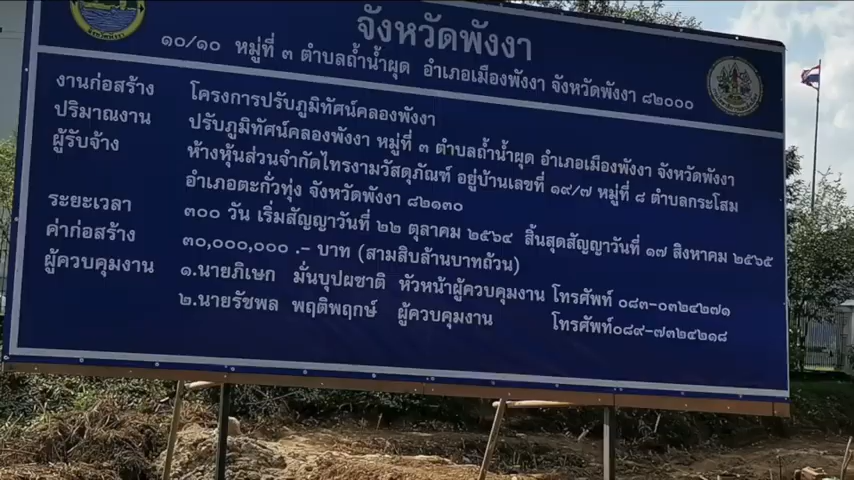 จังหวัดพังงา
๑๐/๑๐ หมู่ที่ ๓ ตำบลถ้ำน้ำผุด อำเภอเมืองพังงา จังหวัดพังงา ๘๒๐๐๐
งานก่อสร้าง โครงการปรับภูมิทัศน์คลองพังงา
ปริมาณงาน ปรับภูมิทัศน์คลองพังงา หมู่ที่ ๓ ตำบลถ้ำน้ำผุด อำเภอเมืองพังงา จังหวัดพังงา
ผู้รับจ้าง ห้างหุ้นส่วนจำกัดไทรงามวัสดุภัณฑ์ อยู่บ้านเลขที่ ๑๙/๗ หมู่ที่ ๘ ตำบลกระโสม
อำเภอตะกั่วทุ่ง จังหวัดพังงา ๘๒๑๓๐
ระยะเวลา ๓๐๐ วัน เริ่มสัญญาวันที่ ๒๒ ตุลาคม ๒๕๖๔ สิ้นสุดสัญญาวันที่ ๑๗ สิงหาคม ๒๕๖๕
ค่าก่อสร้าง ๓๐,๐๐๐,๐๐๐ .- บาท (สามสิบล้านบาทถ้วน)
ผู้ควบคุมงาน ๑.นายภิเษก มั่นบุปผชาติ หัวหน้าผู้ควบคุมงาน โทรศัพท์ ๐๘๓-๐๓๒๔๒๗๑
๒.นายรัชพล พฤติพฤกษ์ ผู้ควบคุมงาน โทรศัพท์๐๘๙-๗๓๒๔๒๑๘